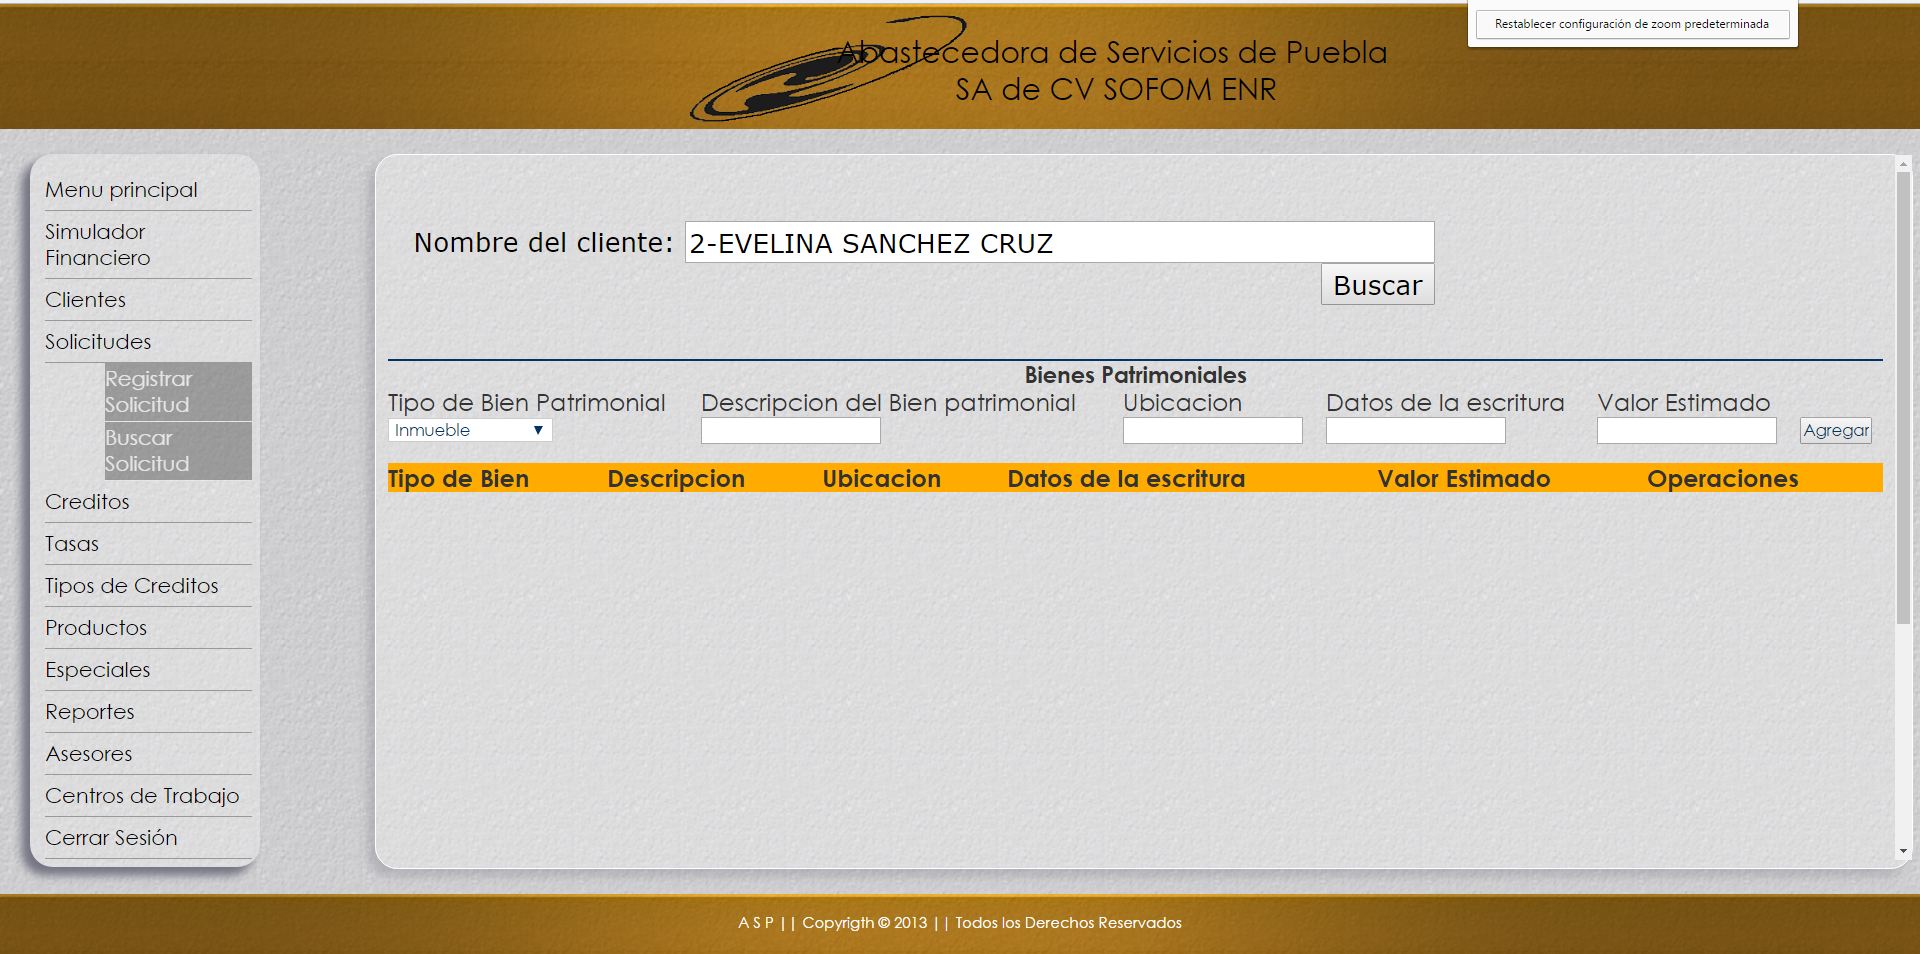 Restablecer configuración de zoom predeterminada
Abastecedora de Servicios de Puebla
SA de CV SOFOM ENR
Menu principal
Simulador
Financiero
Clientes
Solicitudes
Registrar
Solicitud
Buscar
Solicitud
Creditos
Tasas
Tipos de Creditos
Productos
Especiales
Reportes
Asesores
Centros de Trabajo
Cerrar Sesión
Nombre del cliente: 2-EVELINA SANCHEZ CRUZ
Buscar
Bienes Patrimoniales
Tipo de Bien Patrimonial Descripcion del Bien patrimonial Ubicacion Datos de la escritura Valor Estimado
Inmueble Agregar
Tipo de Bien Descripcion Ubicacion Datos de la escritura Valor Estimado Operaciones
A S P || Copyrigth © 2013 || Todos los Derechos Reservados